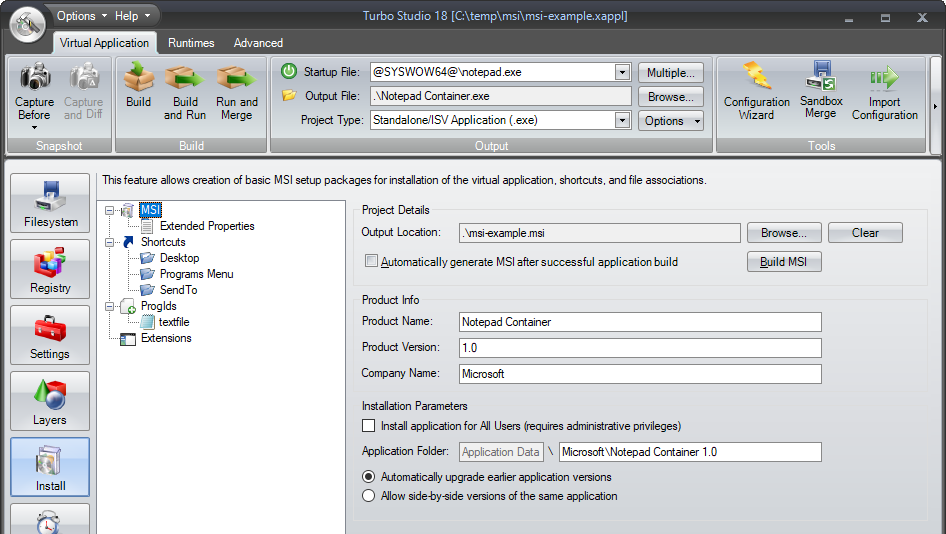 Options Help Turbo Studio 18 [C:\temp\msi\msi-example.xappl]
Virtual Application Runtimes Advanced
Capture Before
Capture and Diff
Snapshot
Build
Build and Run
Run and Merge
Build
Startup File: @SYSWOW64@\notepad.exe Multiple...
Output File: .\Notepad Container.exe Browse...
Project Type: Standalone/ISV Application (.exe) Options
Output
Configuration Wizard
Sandbox Merge
Import Configuration
Tools
This feature allows creation of basic MSI setup packages for installation of the virtual application, shortcuts, and file associations.
Filesystem
Registry
Settings
Layers
Install
MSI
Extended Properties
Shortcuts
Desktop
Programs Menu
SendTo
ProgIds
textfile
Extensions
Project Details
Output Location: .\msi-example.msi Browse... Clear
Automatically generate MSI after successful application build Build MSI
Product Info
Product Name: Notepad Container
Product Version: 1.0
Company Name: Microsoft
Installation Parameters
Install application for All Users (requires administrative privileges)
Application Folder: Application Data \ Microsoft\Notepad Container 1.0
Automatically upgrade earlier application versions
Allow side-by-side versions of the same application